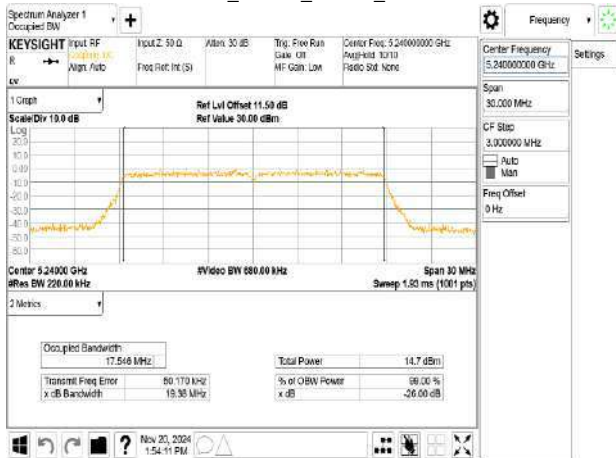 Spectrum Analyzer 1
Occupied BW
+
Frequency
KEYSIGHT
R
Input: RF
Coupling: DC
Align: Auto
Input Z: 50 Ω
Freq Ref: Int (S)
Atten: 30 dB
Trig: Free Run
Gate: Off
#IF Gain: Low
Center Freq: 5.240000000 GHz
Avg|Hold: 10/10
Radio Std: None
Center Frequency
5.240000000 GHz
Settings
Span
30.000 MHz
CF Step
3.000000 MHz
Auto
Man
Freq Offset
0 Hz
1 Graph
Scale/Div 10.0 dB
Ref Lvl Offset 11.50 dB
Ref Value 30.00 dBm
Log
20.0
10.0
0.00
-10.0
-20.0
-30.0
-40.0
-50.0
-60.0
Center 5.24000 GHz
#Video BW 680.00 kHz
Span 30 MHz
#Res BW 220.00 kHz
Sweep 1.93 ms (1001 pts)
2 Metrics
Occupied Bandwidth
17.546 MHz
Total Power 14.7 dBm
Transmit Freq Error 60.170 kHz
% of OBW Power 99.00 %
x dB Bandwidth 19.38 MHz
x dB -26.00 dB
?
Nov 20, 2024
1:54:11 PM